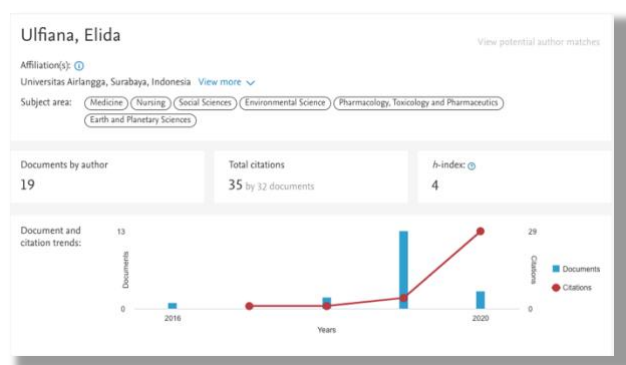 Ulfiana, Elida
View potential author matches
Affiliation(s):
Universitas Airlangga, Surabaya, Indonesia View more
Subject area: Medicine Nursing Social Sciences Environmental Science Pharmacology, Toxicology and Pharmaceutics
Earth and Planetary Sciences
Documents by author
19
Total citations
35 by 32 documents
h-index:
4
Document and
citation trends:
13
Documents
0
2016
2020
Years
29
Citations
0
Documents
Citations